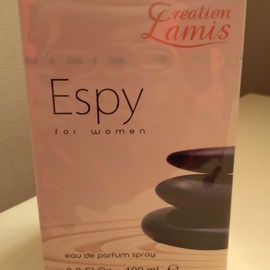 Creation
Lamis
Espy
for women
eau de parfum spray
100 ml